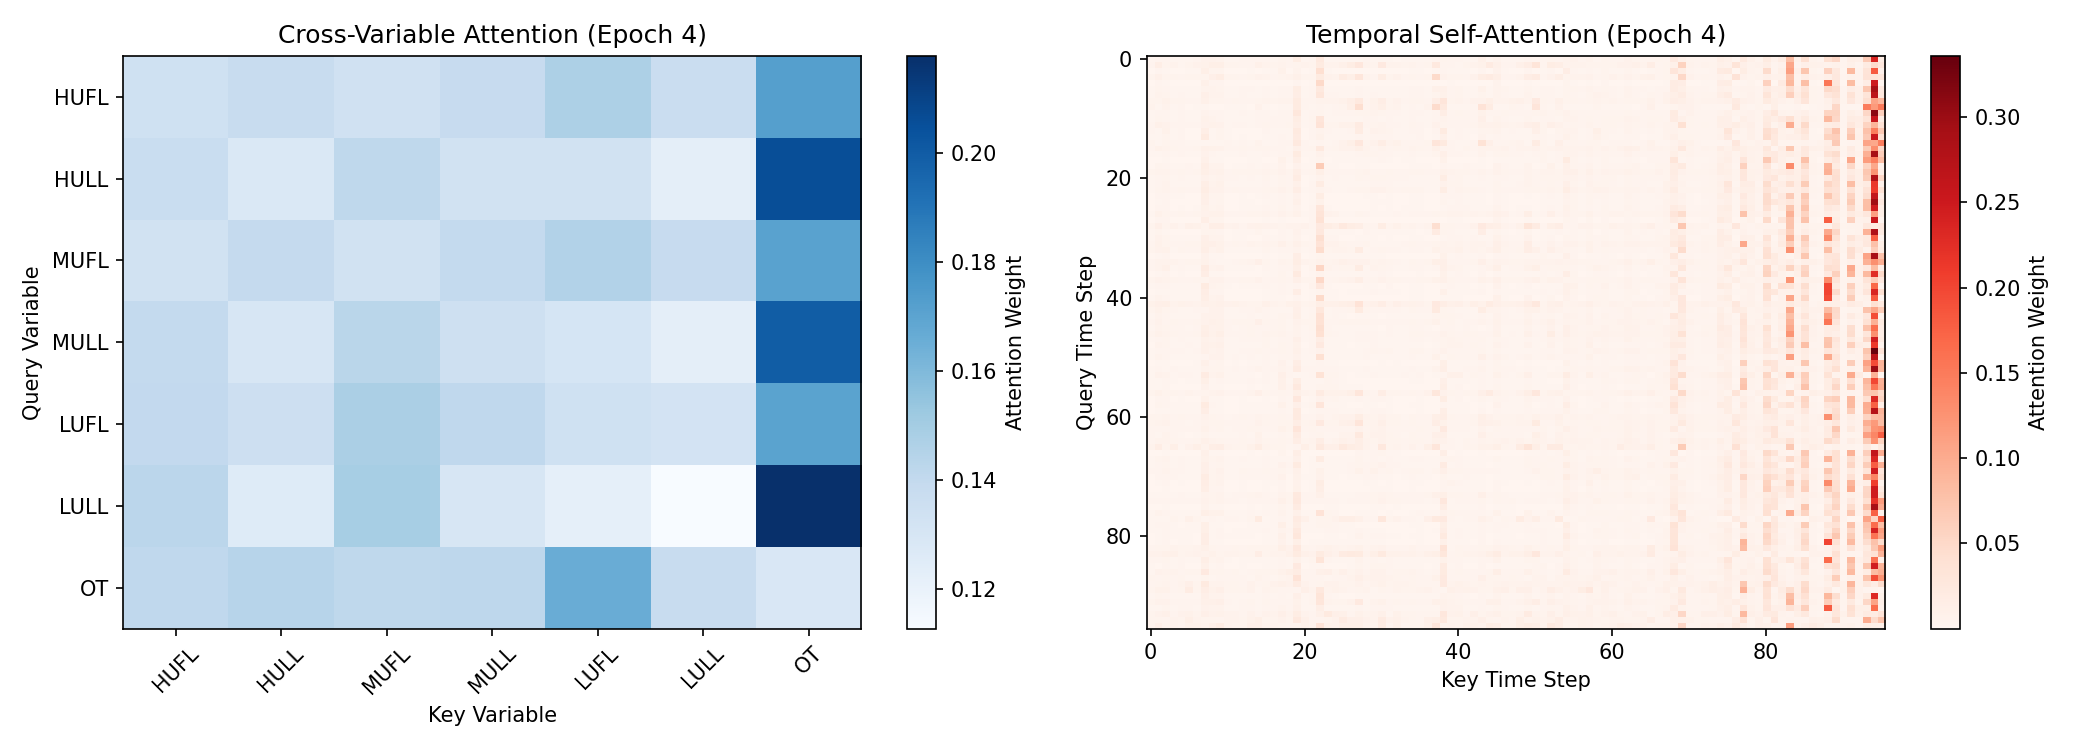 Cross-Variable Attention (Epoch 4)
Query Variable
HUFL
HULL
MUFL
MULL
LUFL
LULL
OT
HUFL
HULL
MUFL
MULL
LUFL
LULL
OT
Key Variable
0.20
0.18
0.16
0.14
0.12
Attention Weight
Temporal Self-Attention (Epoch 4)
Query Time Step
0
20
40
60
80
0
20
40
60
80
Key Time Step
0.30
0.25
0.20
0.15
0.10
0.05
Attention Weight